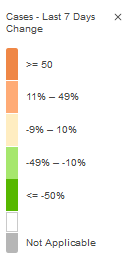 Cases - Last 7 Days ×
Change
>= 50
11% – 49%
-9% – 10%
-49% – -10%
<= -50%
Not Applicable